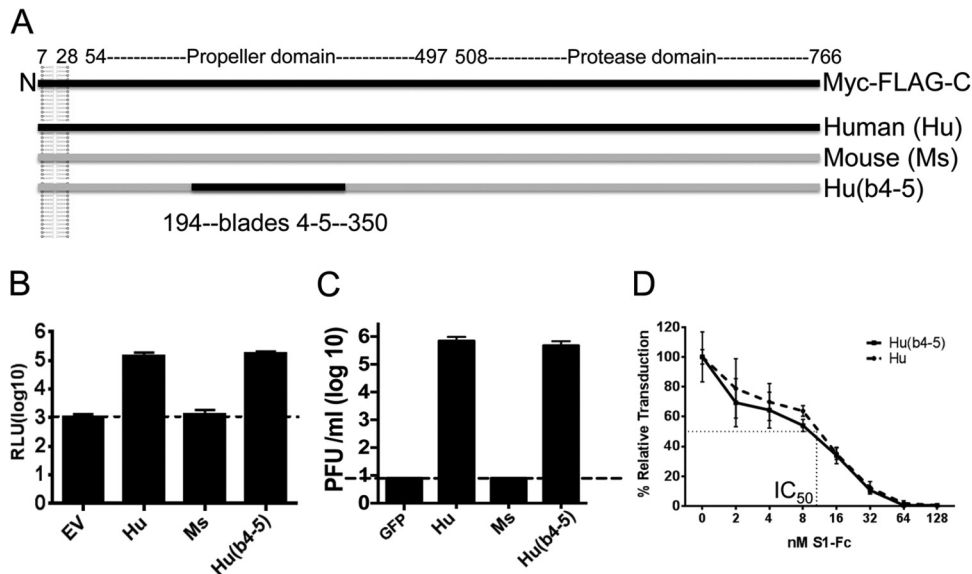 A
7 28 54------------Propeller domain------------497 508------------Protease domain------------766
N
Myc-FLAG-C
Human (Hu)
Mouse (Ms)
Hu(b4-5)
194--blades 4-5--350
B
RLU(log10)
6
5
4
3
2
1
0
EV
Hu
Ms
Hu(b4-5)
C
PFU /ml (log 10)
6
5
4
3
2
1
0
GFP
Hu
Ms
Hu(b4-5)
D
% Relative Transduction
120
100
80
60
40
20
0
Hu(b4-5)
Hu
IC50
0 2 4 8 16 32 64 128
nM S1-Fc